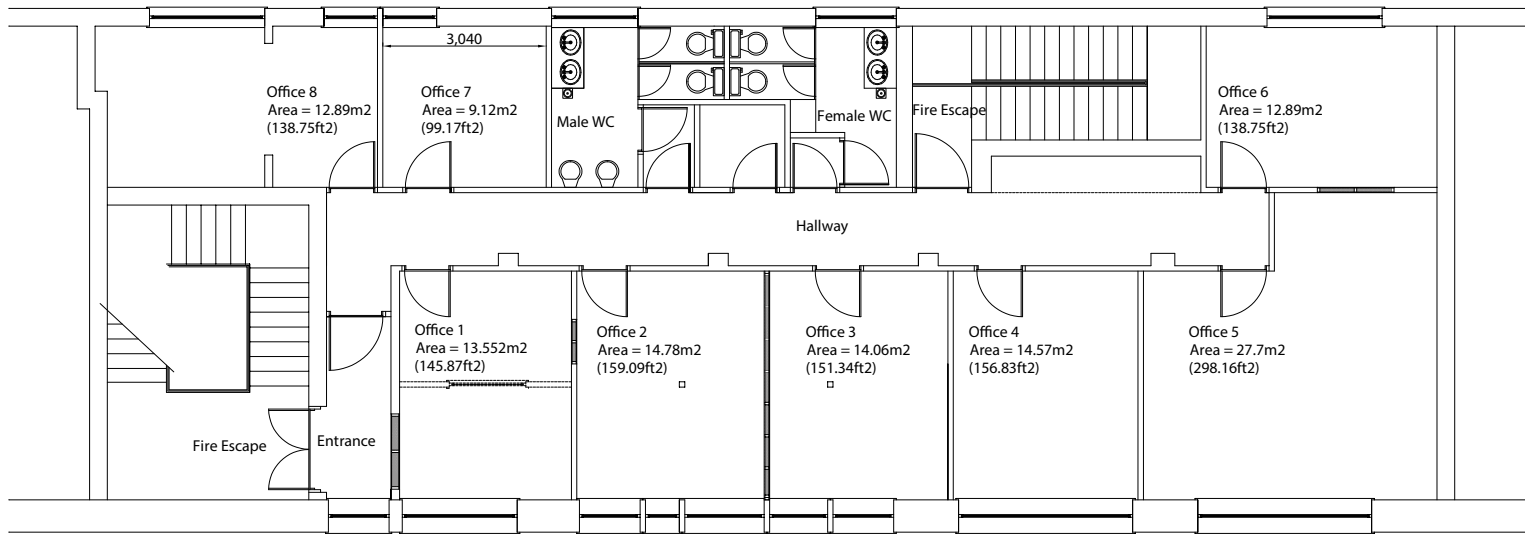 3,040
Office 8
Area = 12.89m2
(138.75ft2)
Office 7
Area = 9.12m2
(99.17ft2)
Male WC
Female WC
Fire Escape
Office 6
Area = 12.89m2
(138.75ft2)
Hallway
Office 1
Area = 13.552m2
(145.87ft2)
Office 2
Area = 14.78m2
(159.09ft2)
Office 3
Area = 14.06m2
(151.34ft2)
Office 4
Area = 14.57m2
(156.83ft2)
Office 5
Area = 27.7m2
(298.16ft2)
Fire Escape
Entrance